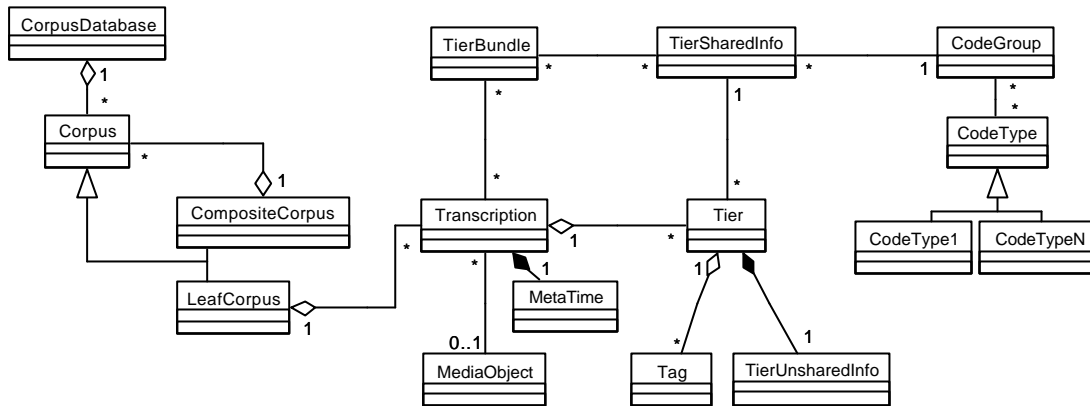 CorpusDatabase
1
*
Corpus
*
1
CompositeCorpus
LeafCorpus
1
*
TierBundle
*
*
*
*
TierSharedInfo
*
1
1
*
CodeGroup
*
*
CodeType
CodeType1
CodeTypeN
Transcription
1
*
Tier
*
1
MetaTime
*
0..1
MediaObject
1
*
Tag
1
TierUnsharedInfo